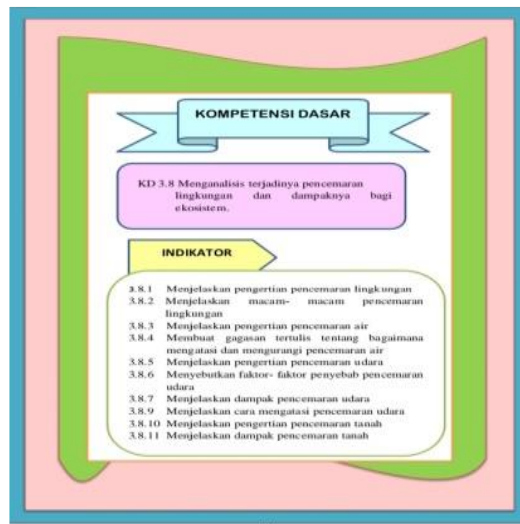 KOMPETENSI DASAR
KD 3.8 Menganalisis terjadinya pencemaran
lingkungan dan dampaknya bagi
ekosistem.
INDIKATOR
3.8.1 Menjelaskan pengertian pencemaran lingkungan
3.8.2 Menjelaskan macam- macam pencemaran
lingkungan
3.8.3 Menjelaskan pengertian pencemaran air
3.8.4 Membuat gagasan tertulis tentang bagaimana
mengatasi dan mengurangi pencemaran air
3.8.5 Menjelaskan pengertian pencemaran udara
3.8.6 Menyebutkan faktor- faktor penyebab pencemaran
udara
3.8.7 Menjelaskan dampak pencemaran udara
3.8.9 Menjelaskan cara mengatasi pencemaran udara
3.8.10 Menjelaskan pengertian pencemaran tanah
3.8.11 Menjelaskan dampak pencemaran tanah